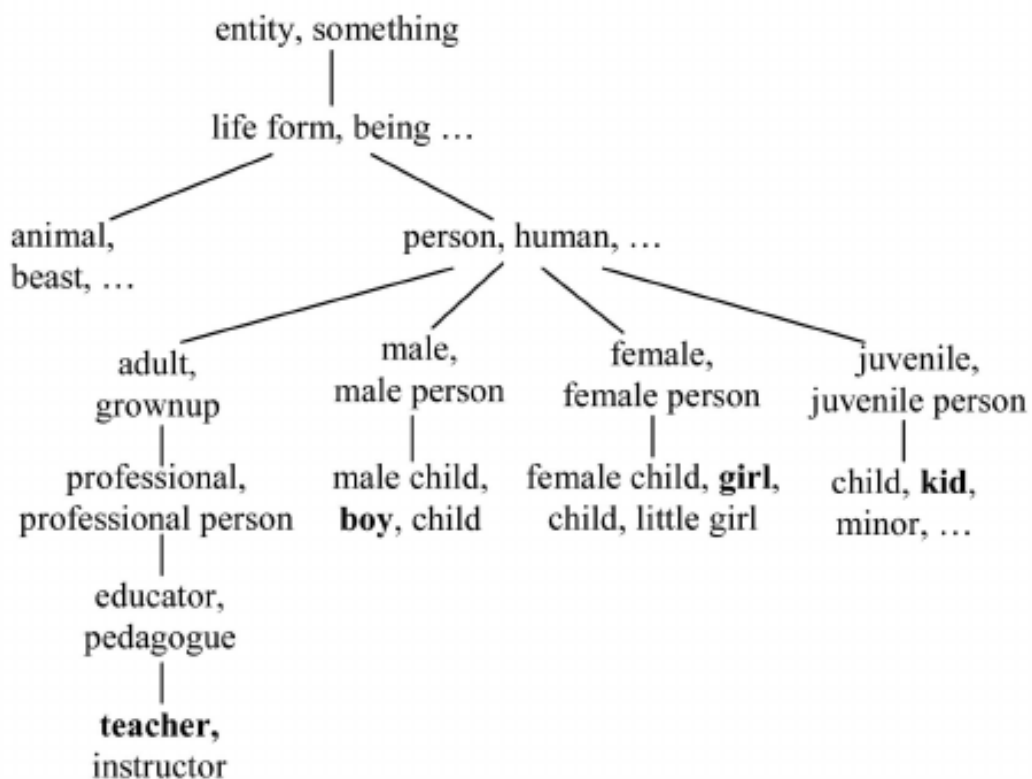 entity, something
life form, being ...
animal,
beast, ...
person, human, ...
adult,
grownup
male,
male person
female,
female person
juvenile,
juvenile person
professional,
professional person
male child,
boy, child
female child, girl,
child, little girl
child, kid,
minor, ...
educator,
pedagogue
teacher,
instructor